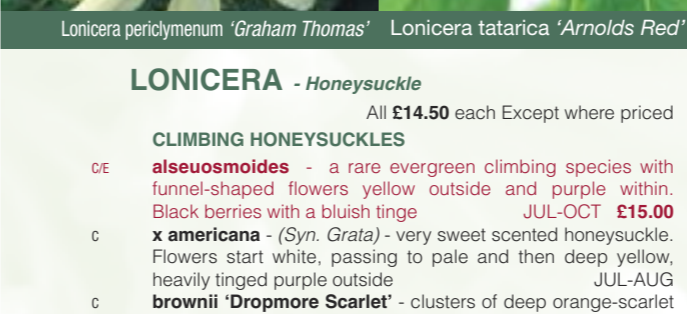 Lonicera periclymenum 'Graham Thomas' Lonicera tatarica 'Arnolds Red'
LONICERA - Honeysuckle
All £14.50 each Except where priced
CLIMBING HONEYSUCKLES
C/E alseuosmoides - a rare evergreen climbing species with
funnel-shaped flowers yellow outside and purple within.
Black berries with a bluish tinge JUL-OCT £15.00
C x americana - (Syn. Grata) - very sweet scented honeysuckle.
Flowers start white, passing to pale and then deep yellow,
heavily tinged purple outside JUL-AUG
C brownii 'Dropmore Scarlet' - clusters of deep orange-scarlet